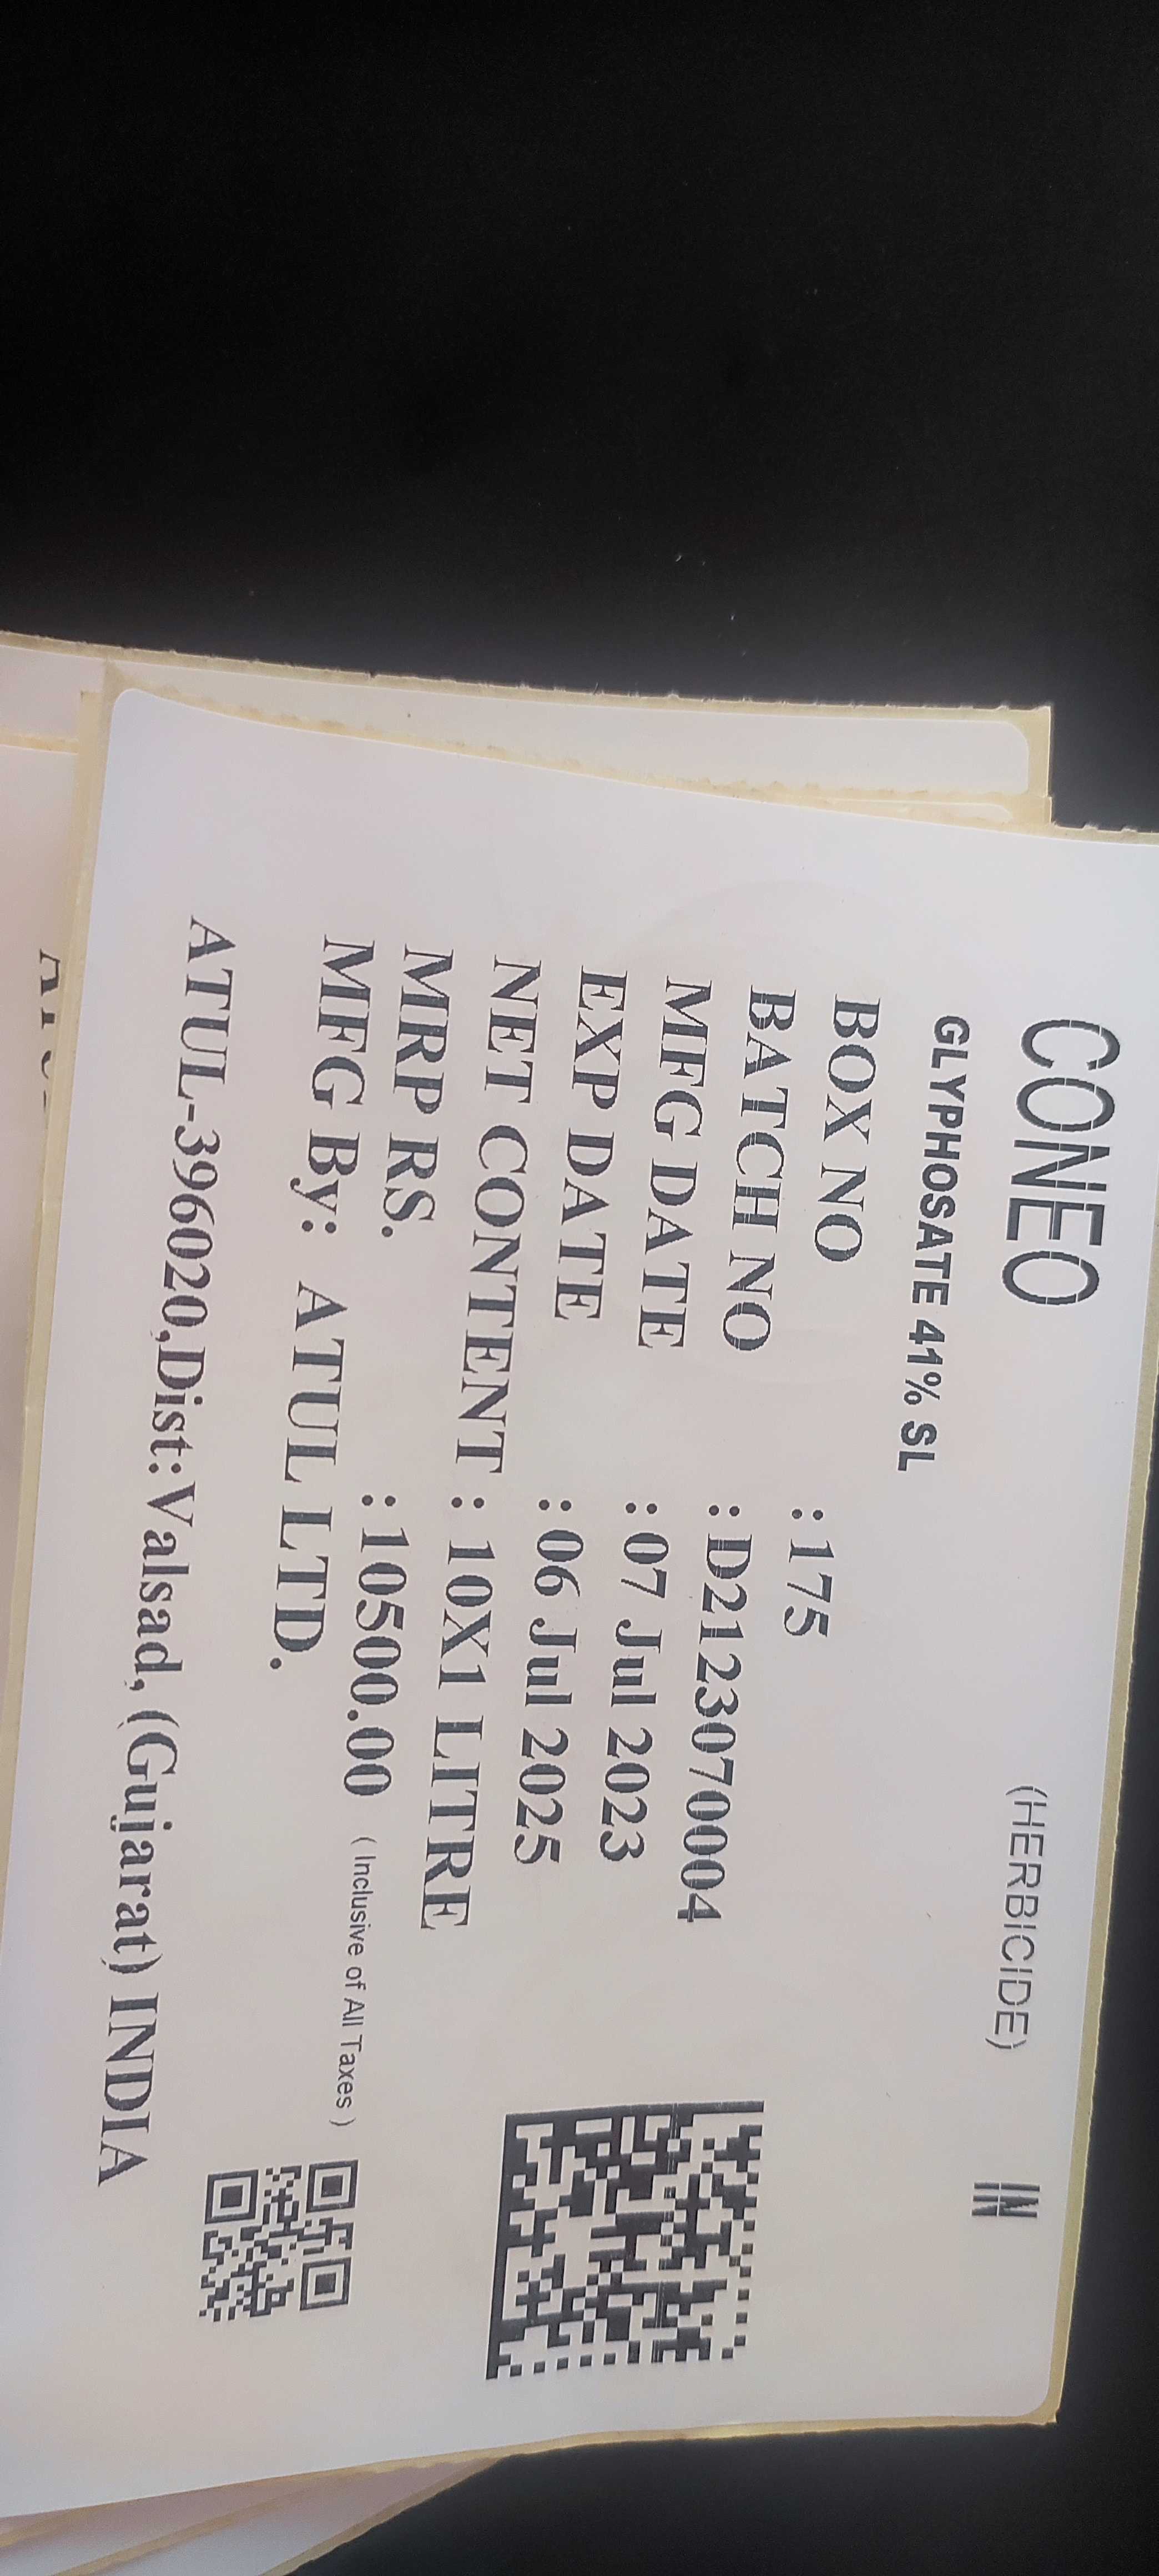 CONEO (HERBICIDE) IN
GLYPHOSATE 41% SL
BOX NO :175
BATCH NO :D2123070004
MFG DATE :07 Jul 2023
EXP DATE :06 Jul 2025
NET CONTENT : 10X1 LITRE
MRP RS. :10500.00 ( Inclusive of All Taxes )
MFG By: ATUL LTD.
ATUL-396020,Dist:Valsad, (Gujarat) INDIA